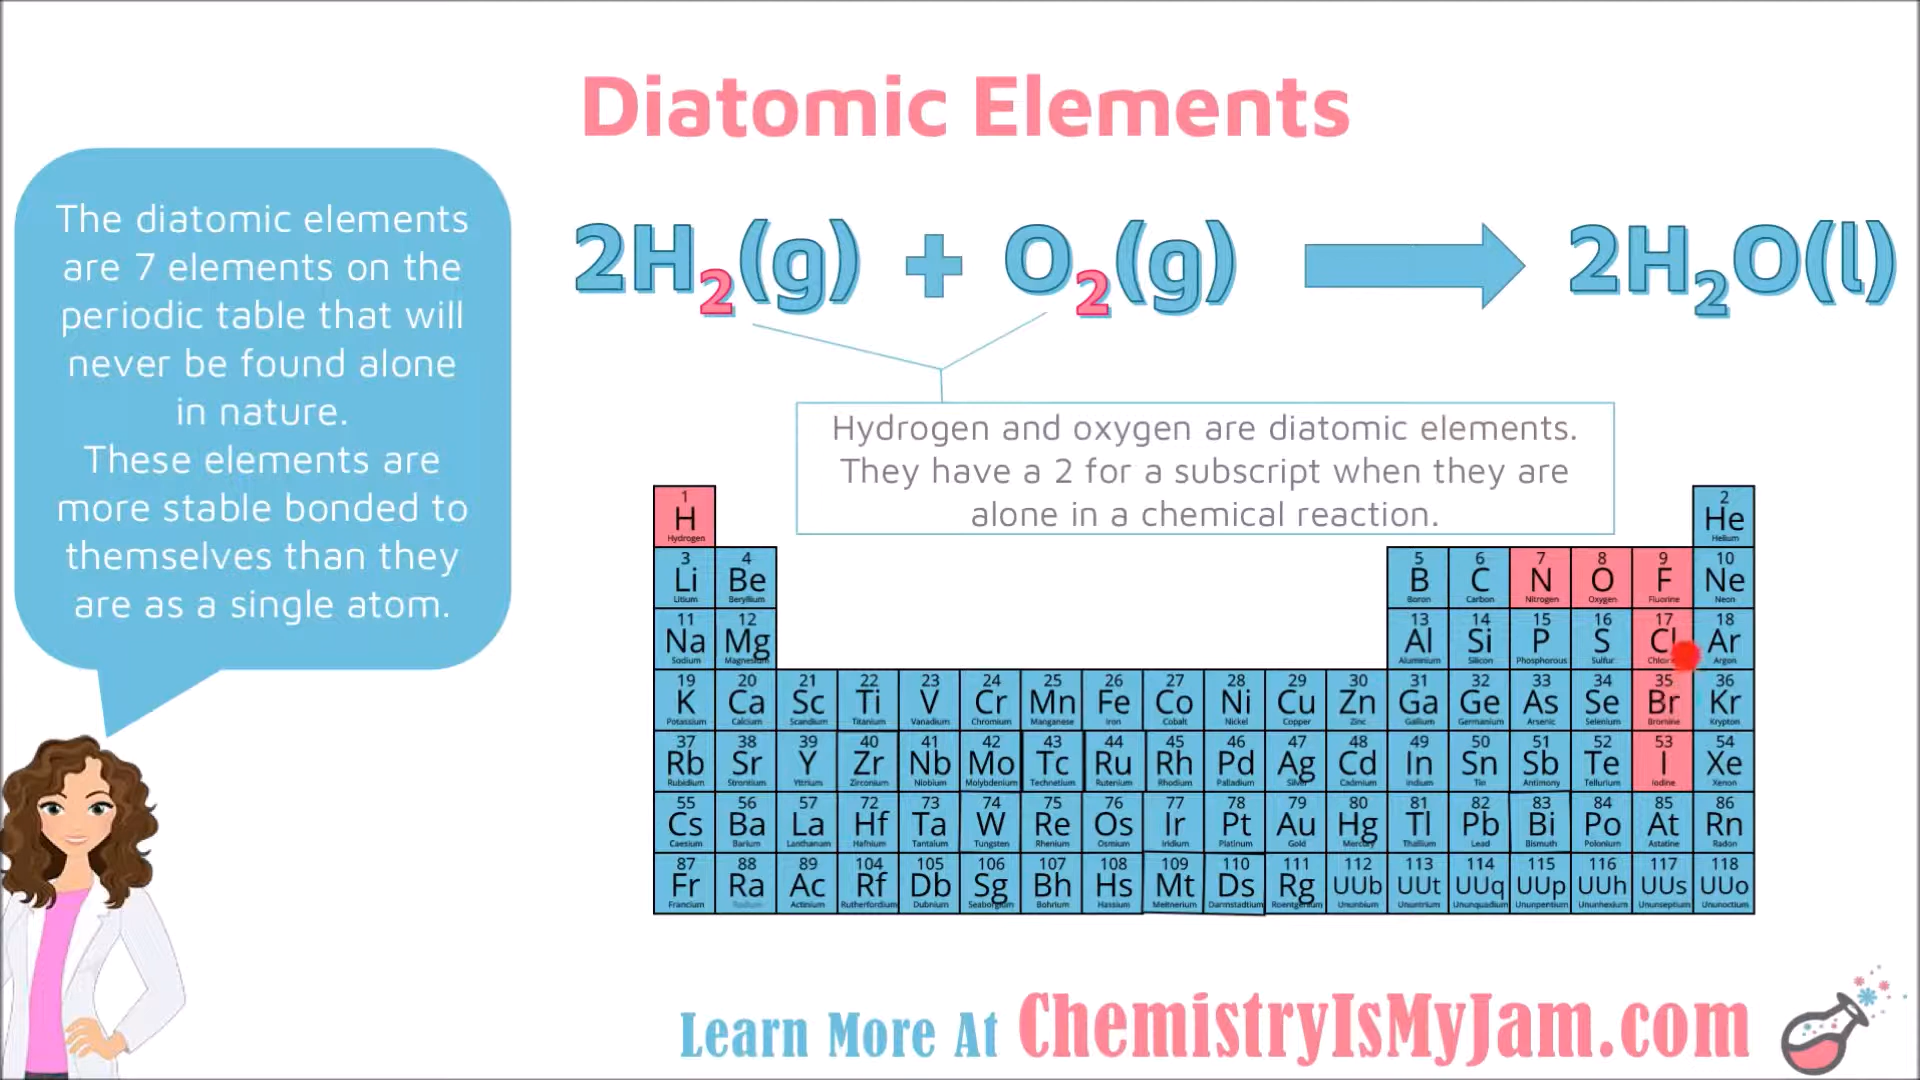 Diatomic Elements
The diatomic elements
are 7 elements on the
periodic table that will
never be found alone
in nature.
These elements are
more stable bonded to
themselves than they
are as a single atom.
2H₂(g) + O₂(g) → 2H₂O(l)
Hydrogen and oxygen are diatomic elements.
They have a 2 for a subscript when they are
alone in a chemical reaction.
1 2
H He
Hydrogen Helium
3 4 5 6 7 8 9 10
Li Be B C N O F Ne
Litium Beryllium Boron Carbon Nitrogen Oxygen Fluorine Neon
11 12 13 14 15 16 17 18
Na Mg Al Si P S Cl Ar
Sodium Magnesium Aluminium Silicon Phosphorous Sulfur Argon
19 20 21 22 23 24 25 26 27 28 29 30 31 32 33 34 35 36
K Ca Sc Ti V Cr Mn Fe Co Ni Cu Zn Ga Ge As Se Br Kr
Potassium Calcium Scandium Titanium Vanadium Chromium Manganese Iron Cobalt Nickel Copper Zinc Gallium Germanium Arsenic Selenium Bromine Krypton
37 38 39 40 41 42 43 44 45 46 47 48 49 50 51 52 53 54
Rb Sr Y Zr Nb Mo Tc Ru Rh Pd Ag Cd In Sn Sb Te I Xe
Rubidium Strontium Yttrium Zirconium Niobium Molybdenium Technetium Rutenium Rhodium Palladium Silver Cadmium Indium Tin Antimony Tellurium Iodine Xenon
55 56 57 72 73 74 75 76 77 78 79 80 81 82 83 84 85 86
Cs Ba La Hf Ta W Re Os Ir Pt Au Hg Tl Pb Bi Po At Rn
Caesium Barium Lanthanam Hafnium Tantalum Tungsten Rhenium Osmium Iridium Platinum Gold Mercury Thallium Lead Bismuth Polonium Astatine Radon
87 88 89 104 105 106 107 108 109 110 111 112 113 114 115 116 117 118
Fr Ra Ac Rf Db Sg Bh Hs Mt Ds Rg UUb UUt UUq UUp UUh UUs UUo
Francium Radium Actinium Rutherfordium Dubnium Seaborgium Bohrium Hassium Meitnerium Darmstadtium Roentgenium Ununbium Ununtrium Ununquadium Ununpentium Ununhexium Ununseptium Ununoctium
Learn More At ChemistryIsMyJam.com